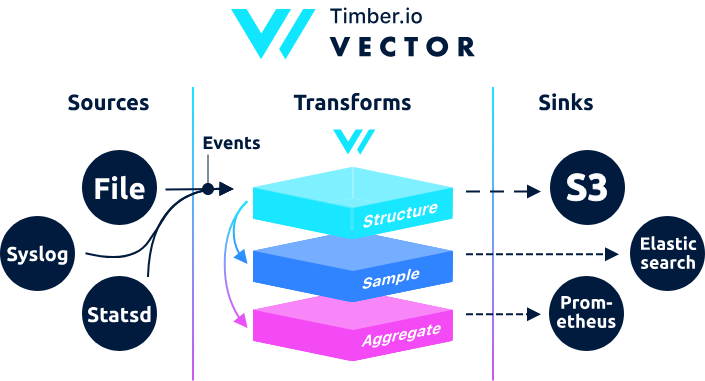 Timber.io
VECTOR
Sources
Transforms
Sinks
Events
File
Syslog
Statsd
Structure
Sample
Aggregate
S3
Elastic
search
Prom-
etheus